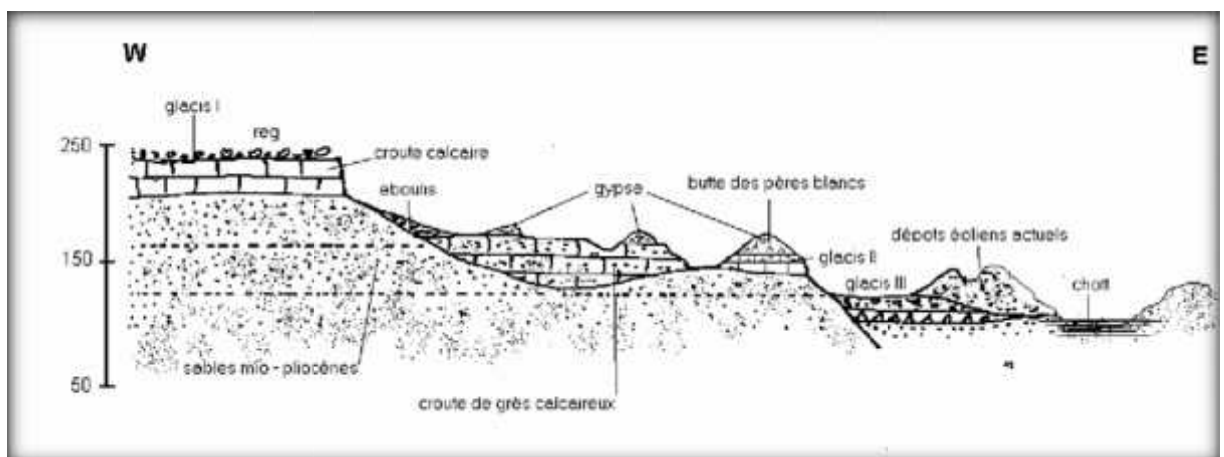 W
E
glacis I
reg
250
croute calcaire
eboulis
gypse
butte des pères blancs
dépots éoliens actuels
glacis II
150
glacis III
chott
sables mio - pliocènes
50
croute de grès calcaireux